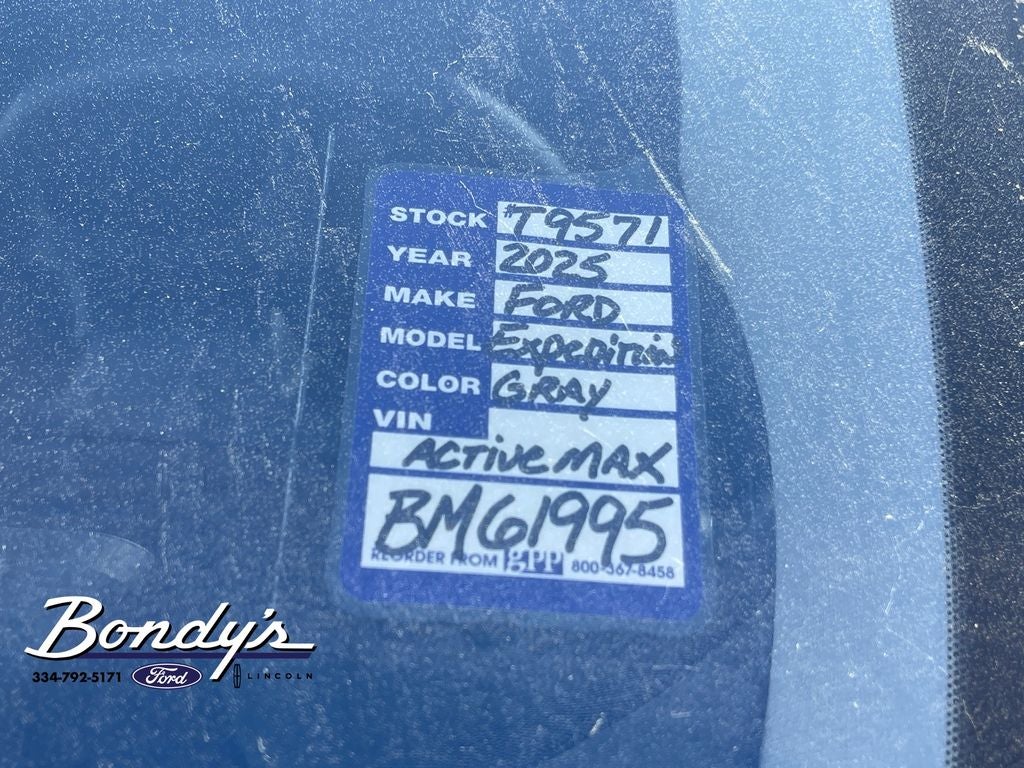 STOCK #T9571
YEAR 2025
MAKE FORD
MODEL EXPEDITION
COLOR GRAY
VIN
ACTIVE MAX
BM61995
REORDER FROM gpp 800-367-8458
Bondy's
334-792-5171 Ford LINCOLN